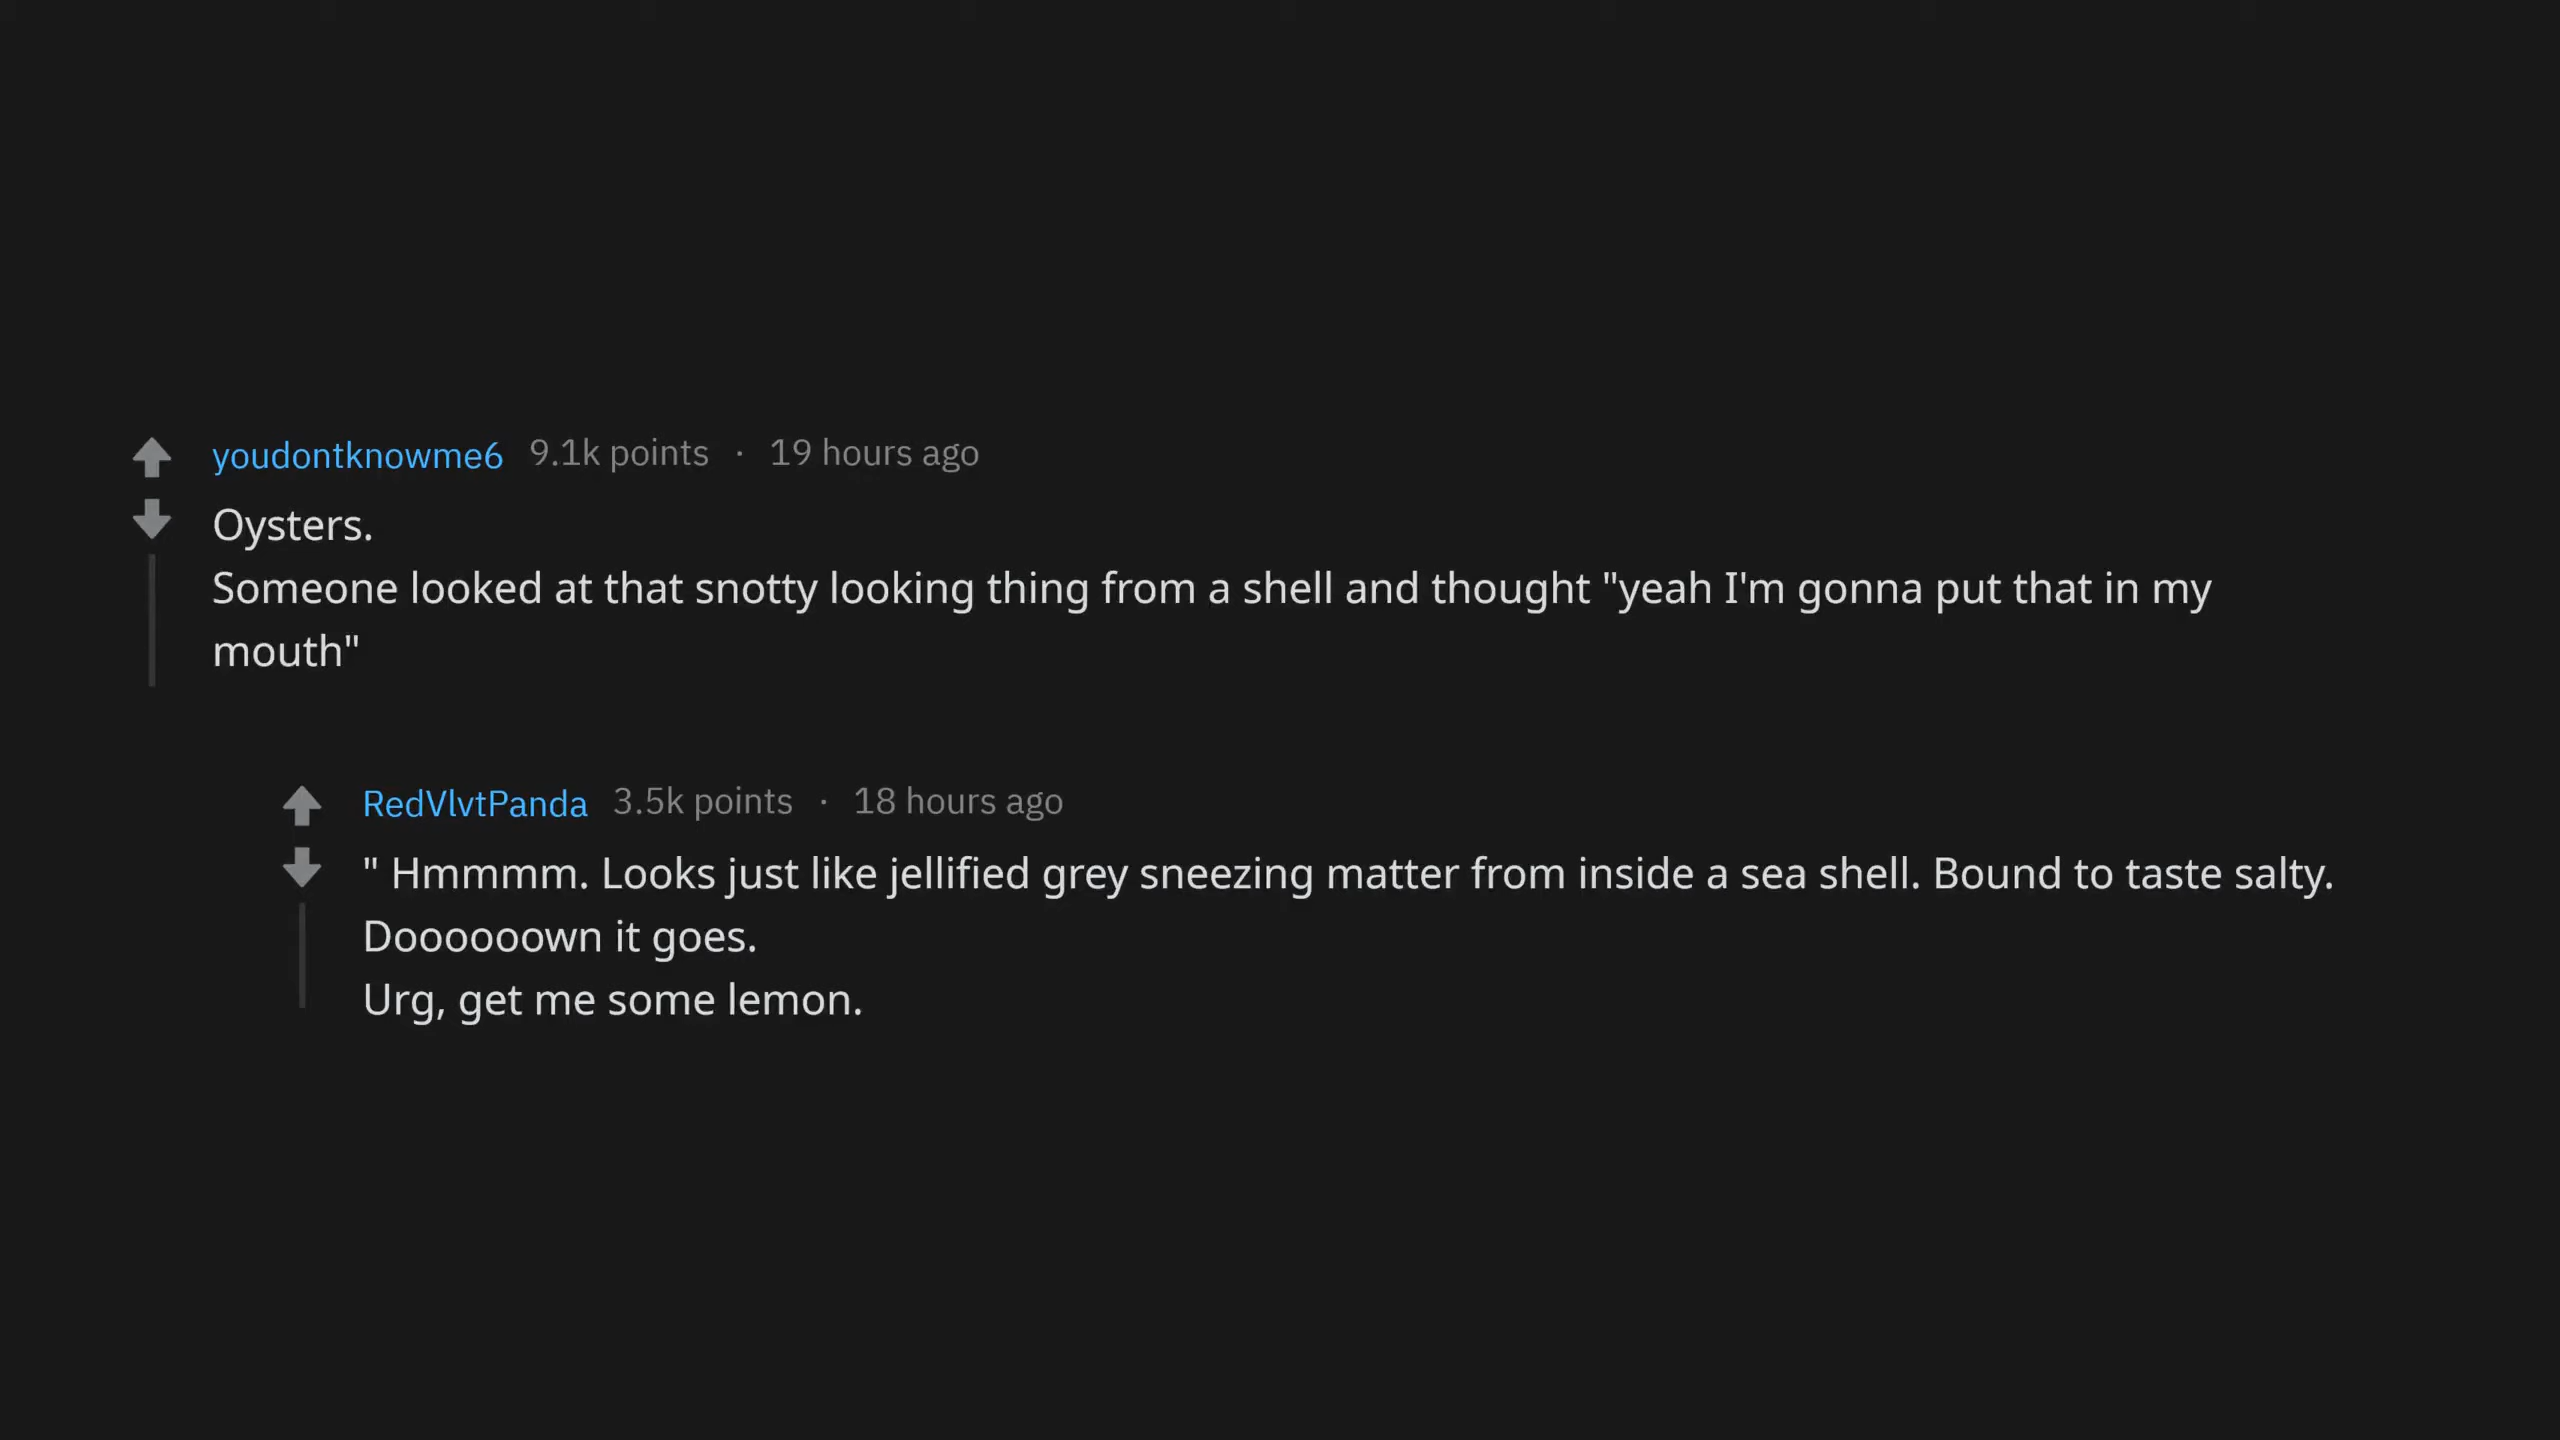 youdontknowme6 9.1k points · 19 hours ago
Oysters.
Someone looked at that snotty looking thing from a shell and thought "yeah I'm gonna put that in my
mouth"
RedVlvtPanda 3.5k points · 18 hours ago
" Hmmmm. Looks just like jellified grey sneezing matter from inside a sea shell. Bound to taste salty.
Doooooown it goes.
Urg, get me some lemon.